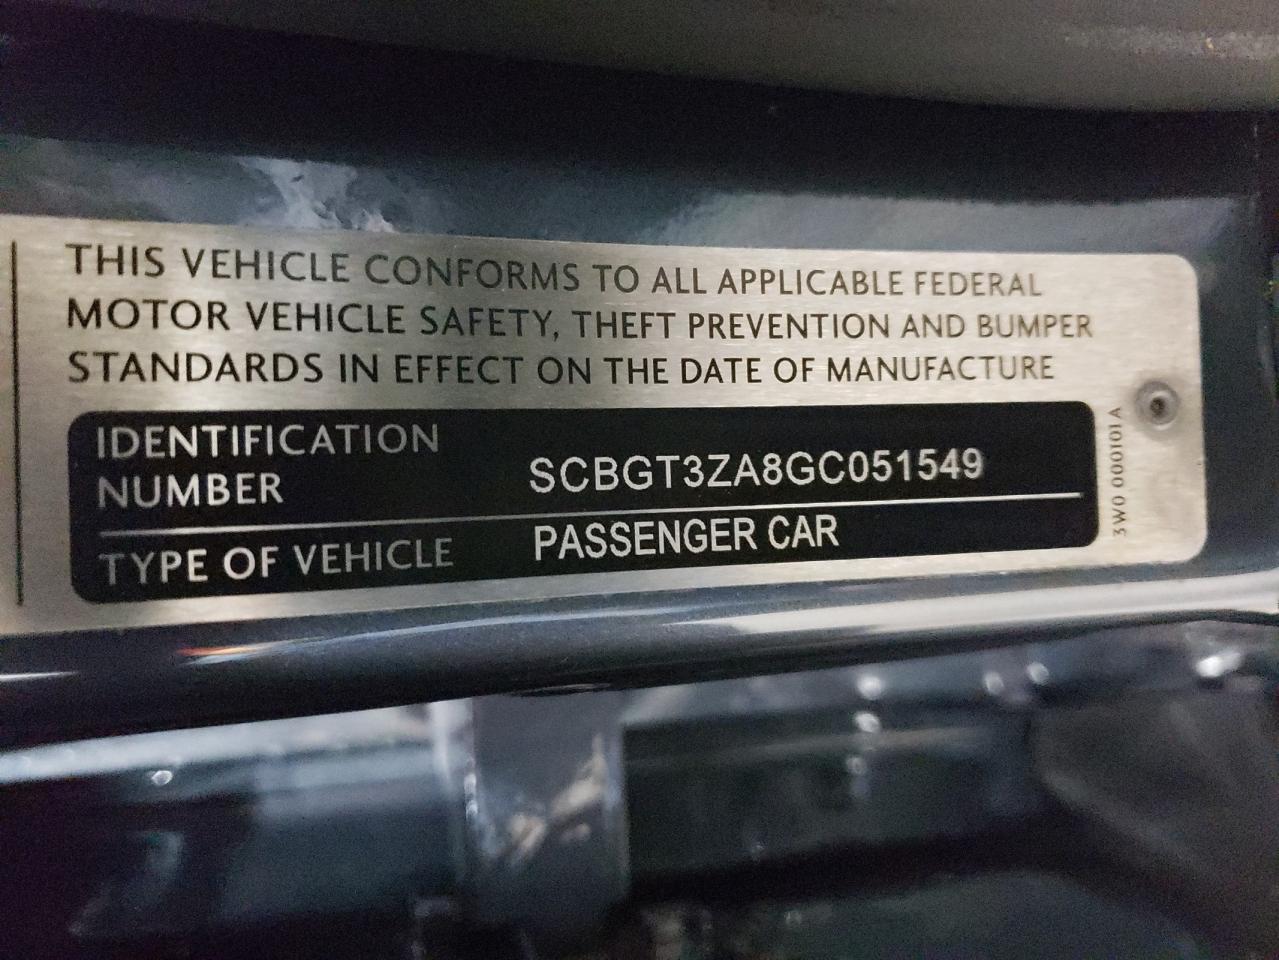 THIS VEHICLE CONFORMS TO ALL APPLICABLE FEDERAL
MOTOR VEHICLE SAFETY, THEFT PREVENTION AND BUMPER
STANDARDS IN EFFECT ON THE DATE OF MANUFACTURE
IDENTIFICATION
NUMBER
SCBGT3ZA8GC051549
TYPE OF VEHICLE
PASSENGER CAR
3W0 000101A